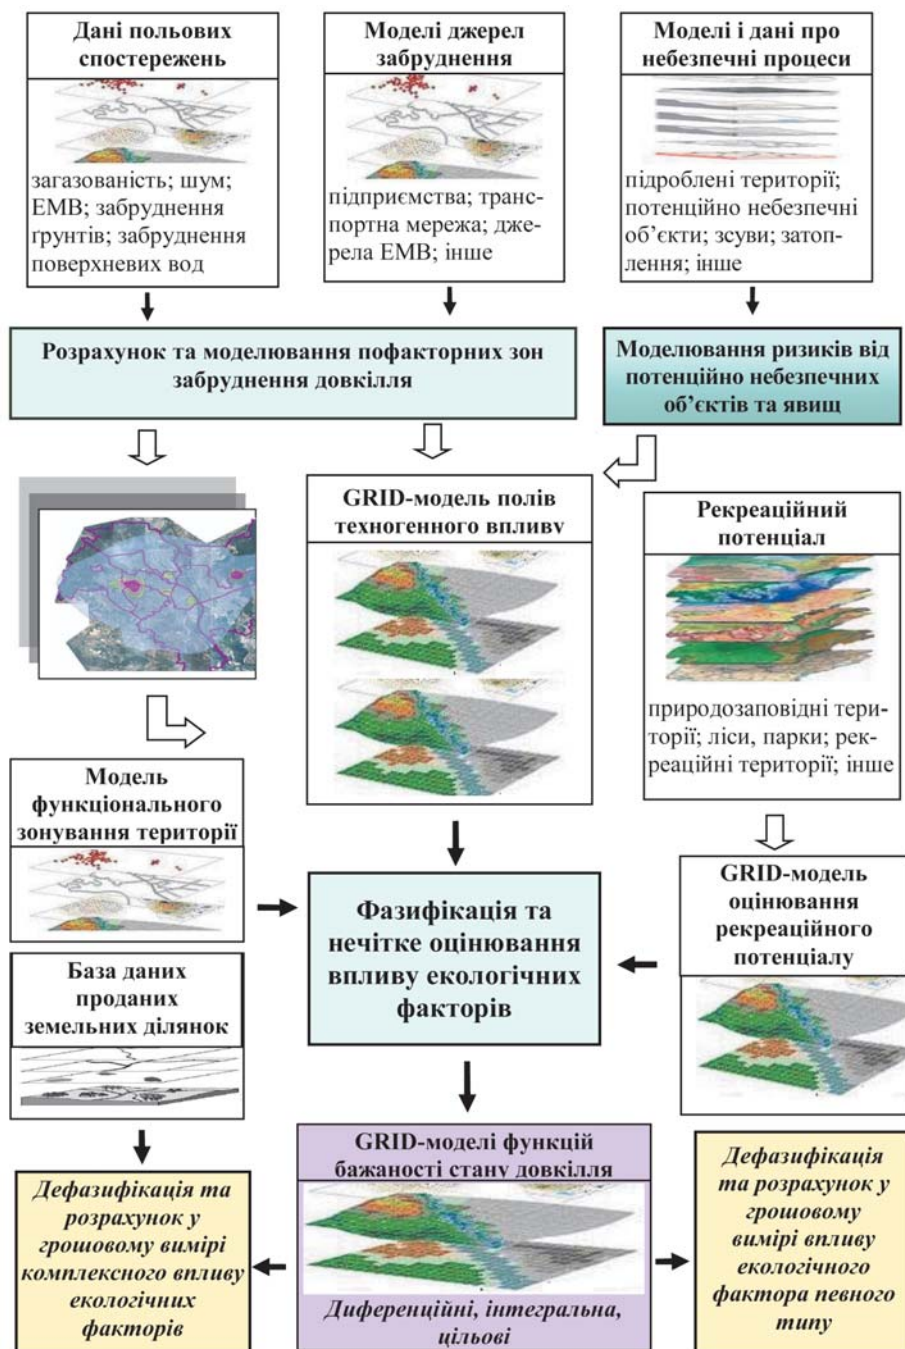 Дані польових
спостережень
загазованість; шум;
ЕМВ; забруднення
ґрунтів; забруднення
поверхневих вод
Моделі джерел
забруднення
підприємства; транс-
портна мережа; дже-
рела ЕМВ; інше
Моделі і дані про
небезпечні процеси
підроблені території;
потенційно небезпечні
об’єкти; зсуви; затоп-
лення; інше
Розрахунок та моделювання пофакторних зон
забруднення довкілля
Моделювання ризиків від
потенційно небезпечних
об’єктів та явищ
GRID-модель полів
техногенного впливу
Рекреаційний
потенціал
природозаповідні тери-
торії; ліси, парки; рек-
реаційні території; інше
Модель
функціонального
зонування території
Фазифікація та
нечітке оцінювання
впливу екологічних
факторів
GRID-модель
оцінювання
рекреаційного
потенціалу
База даних
проданих
земельних ділянок
GRID-моделі функцій
бажаності стану довкілля
Диференційні, інтегральна,
цільові
Дефазифікація та
розрахунок у
грошовому вимірі
комплексного впливу
екологічних
факторів
Дефазифікація
та розрахунок у
грошовому
вимірі впливу
екологічного
фактора певного
типу